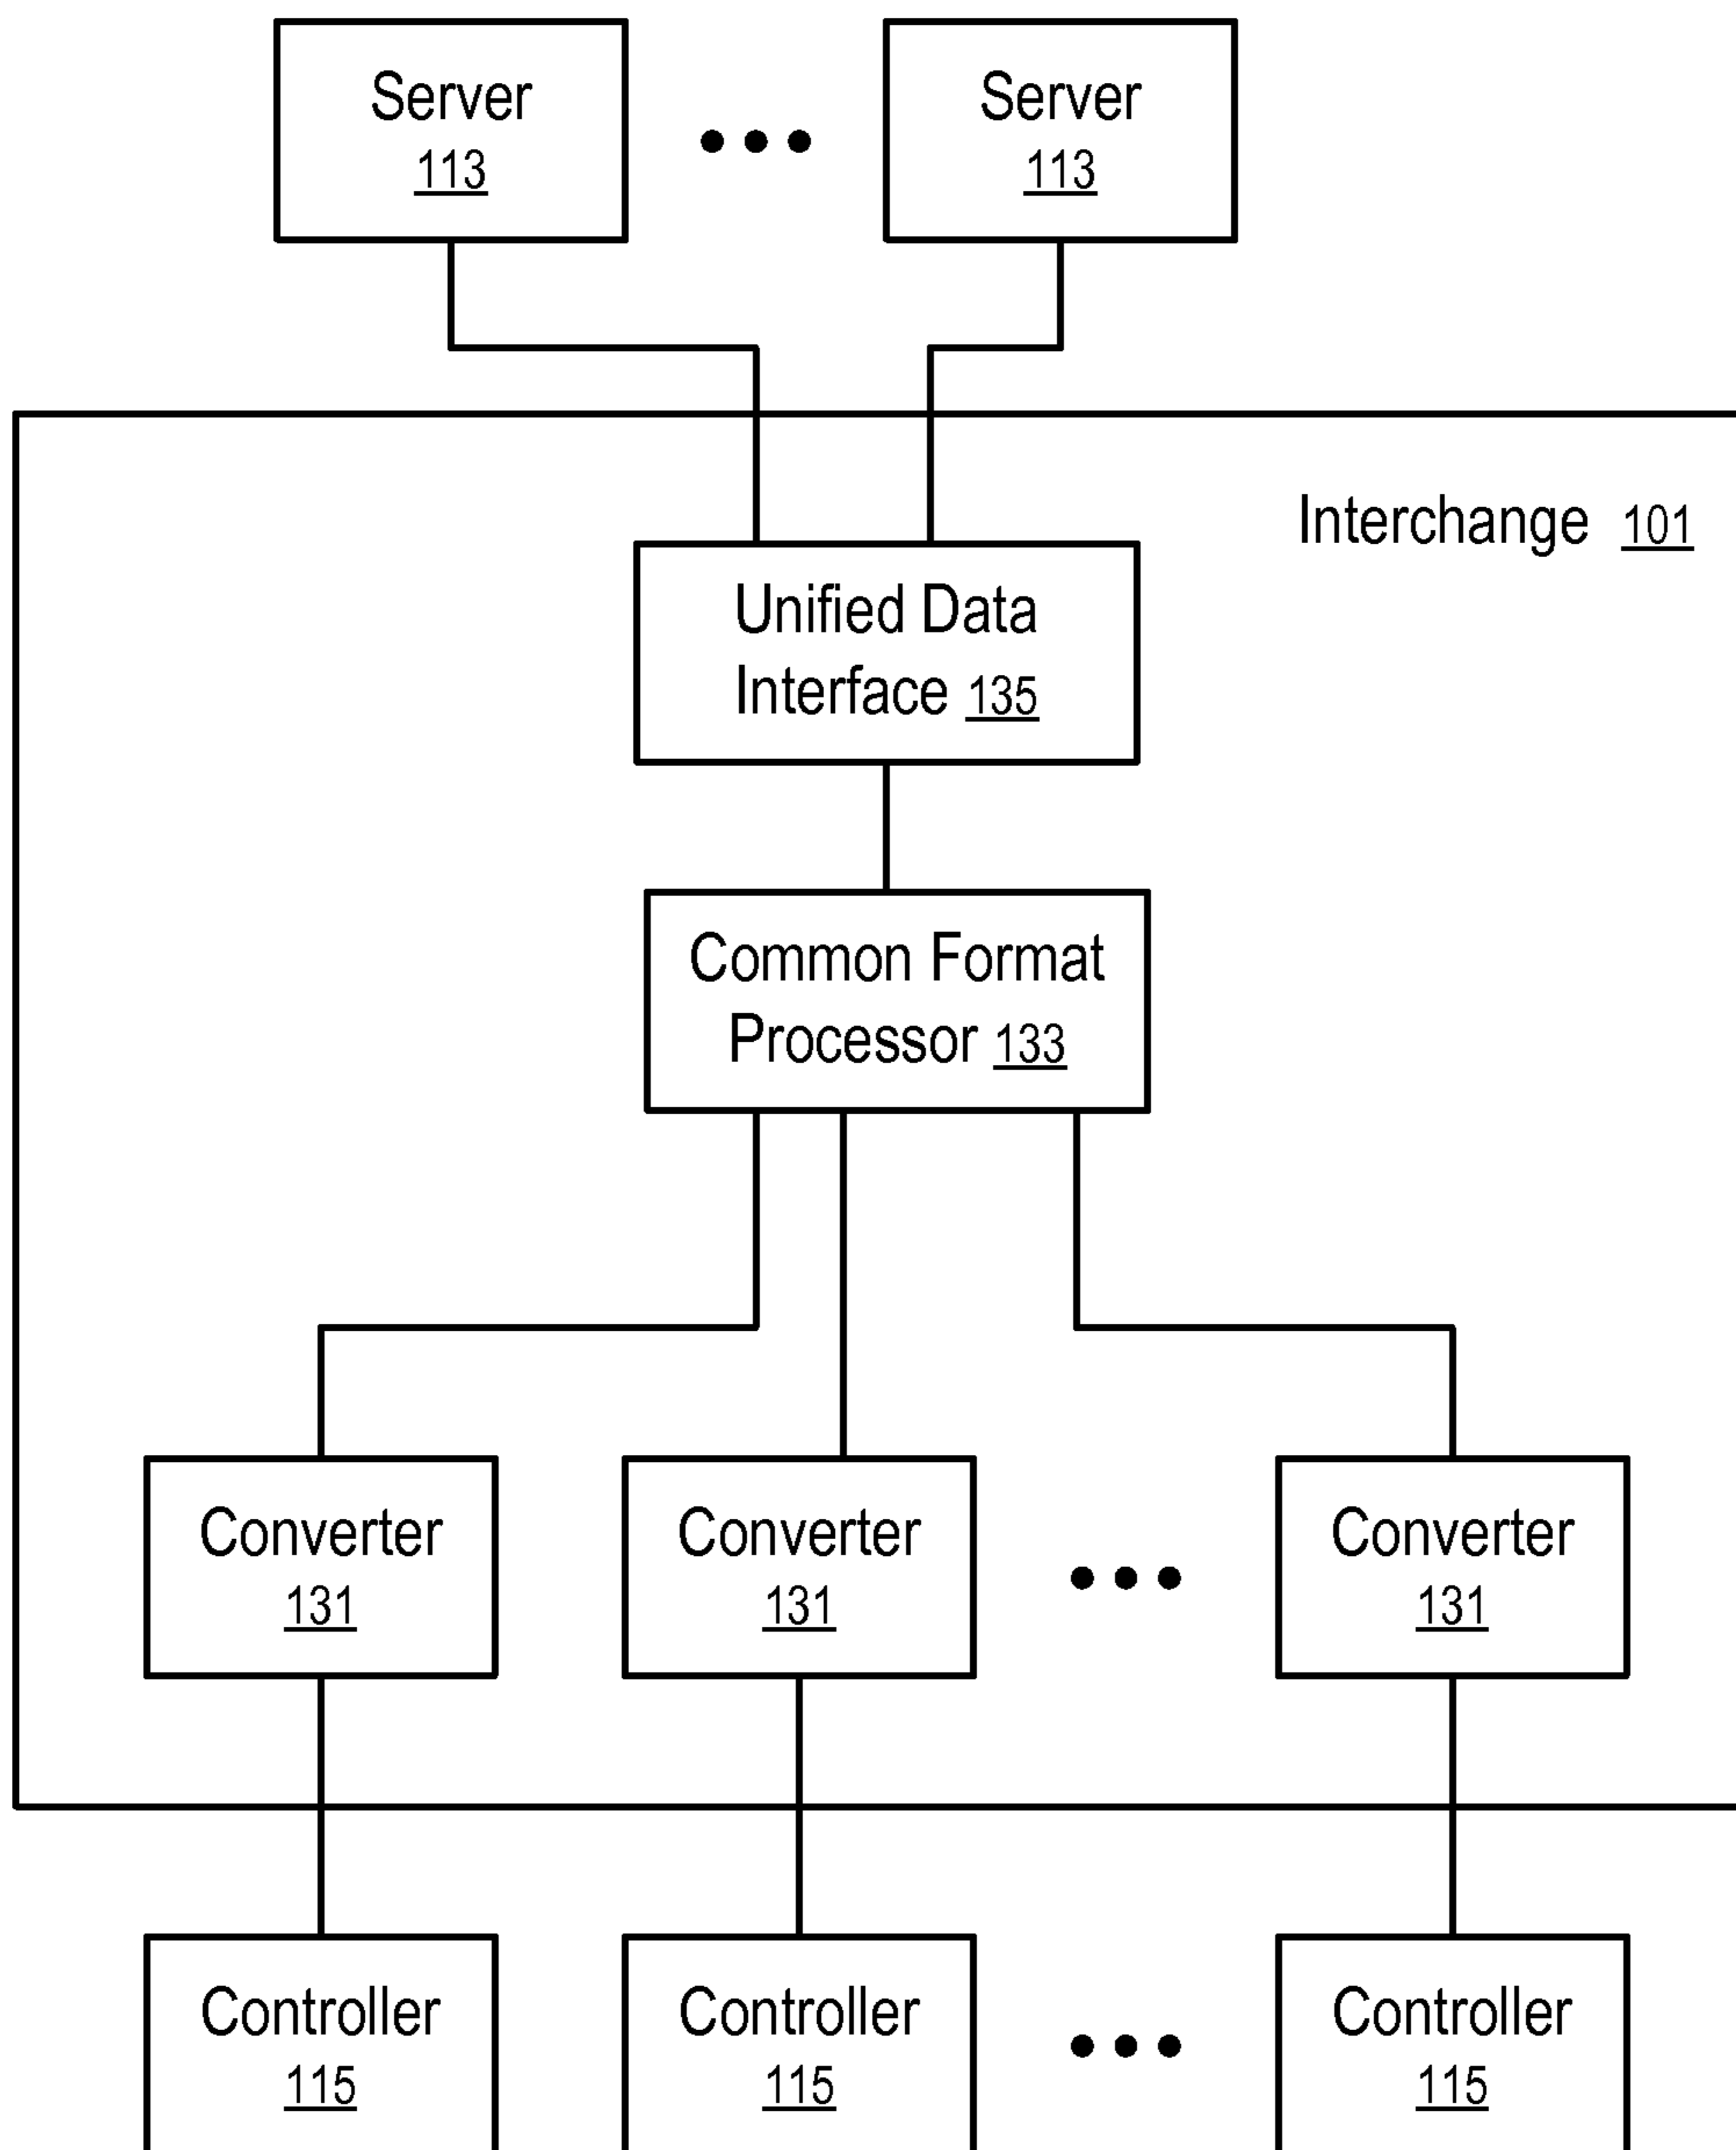 Server
113
Server
113
Interchange 101
Unified Data
Interface 135
Common Format
Processor 133
Converter
131
Converter
131
Converter
131
Controller
115
Controller
115
Controller
115